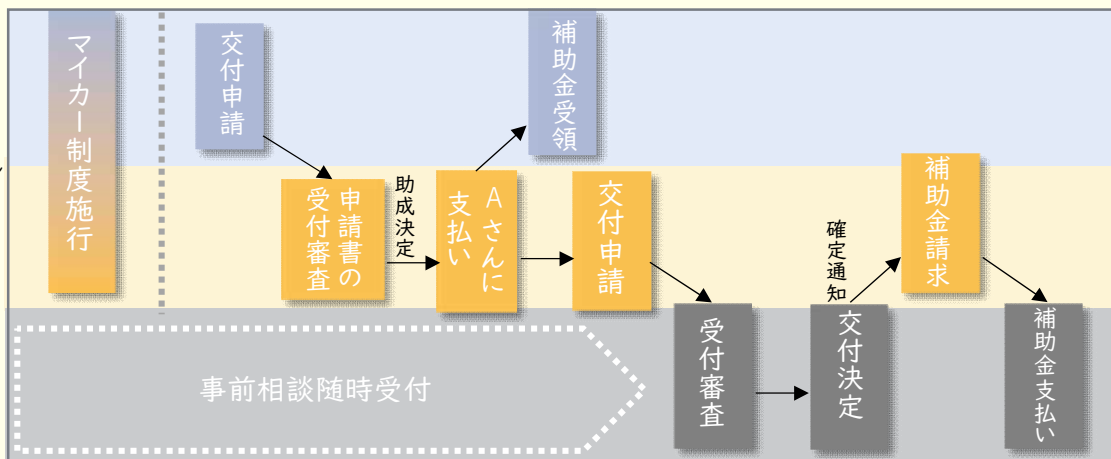 マイカー制度施行
交付申請
申請書の
受付審査
助成決定
Aさんに
支払い
補助金受領
交付申請
受付審査
交付決定
確定通知
補助金請求
補助金支払い
事前相談随時受付